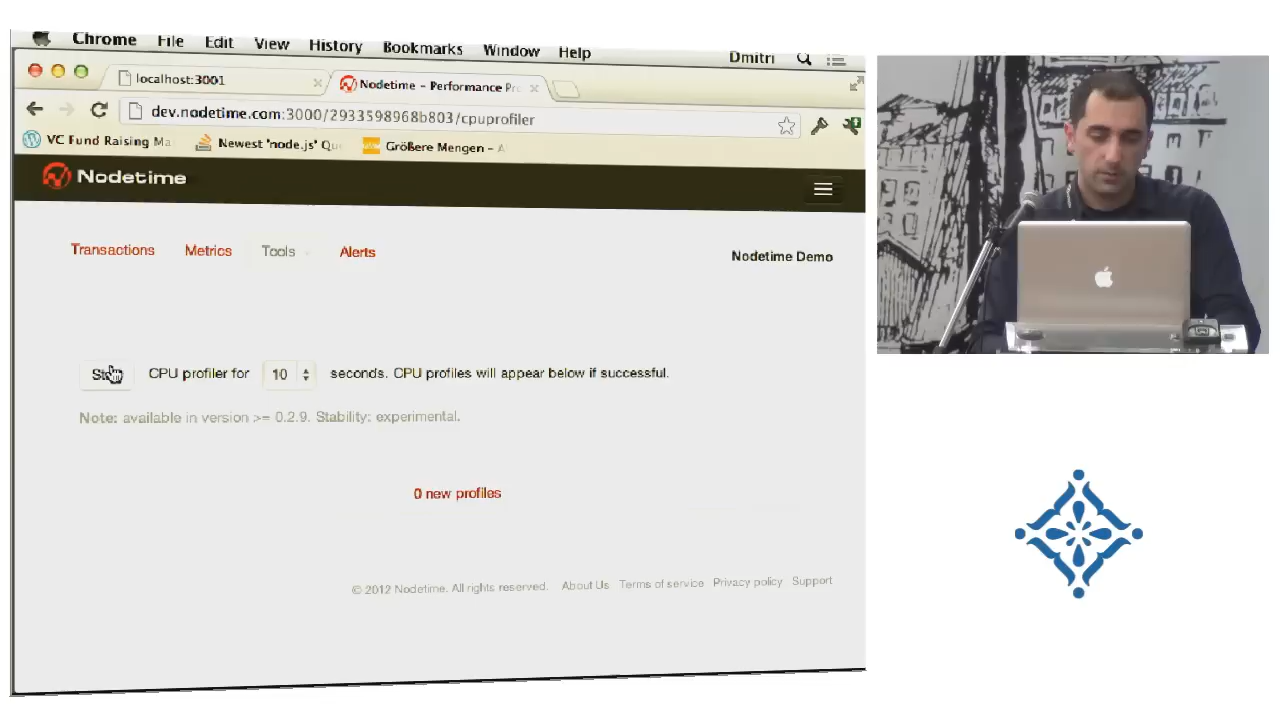 Chrome File Edit View History Bookmarks Window Help Dmitri
localhost:3001 Nodetime - Performance Pr
dev.nodetime.com:3000/2933598968b803/cpuprofiler
VC Fund Raising Ma Newest 'node.js' Qu Größere Mengen -
Nodetime
Transactions Metrics Tools Alerts Nodetime Demo
CPU profiler for 10 seconds. CPU profiles will appear below if successful.
Note: available in version >= 0.2.9. Stability: experimental.
0 new profiles
© 2012 Nodetime. All rights reserved. About Us Terms of service Privacy policy Support